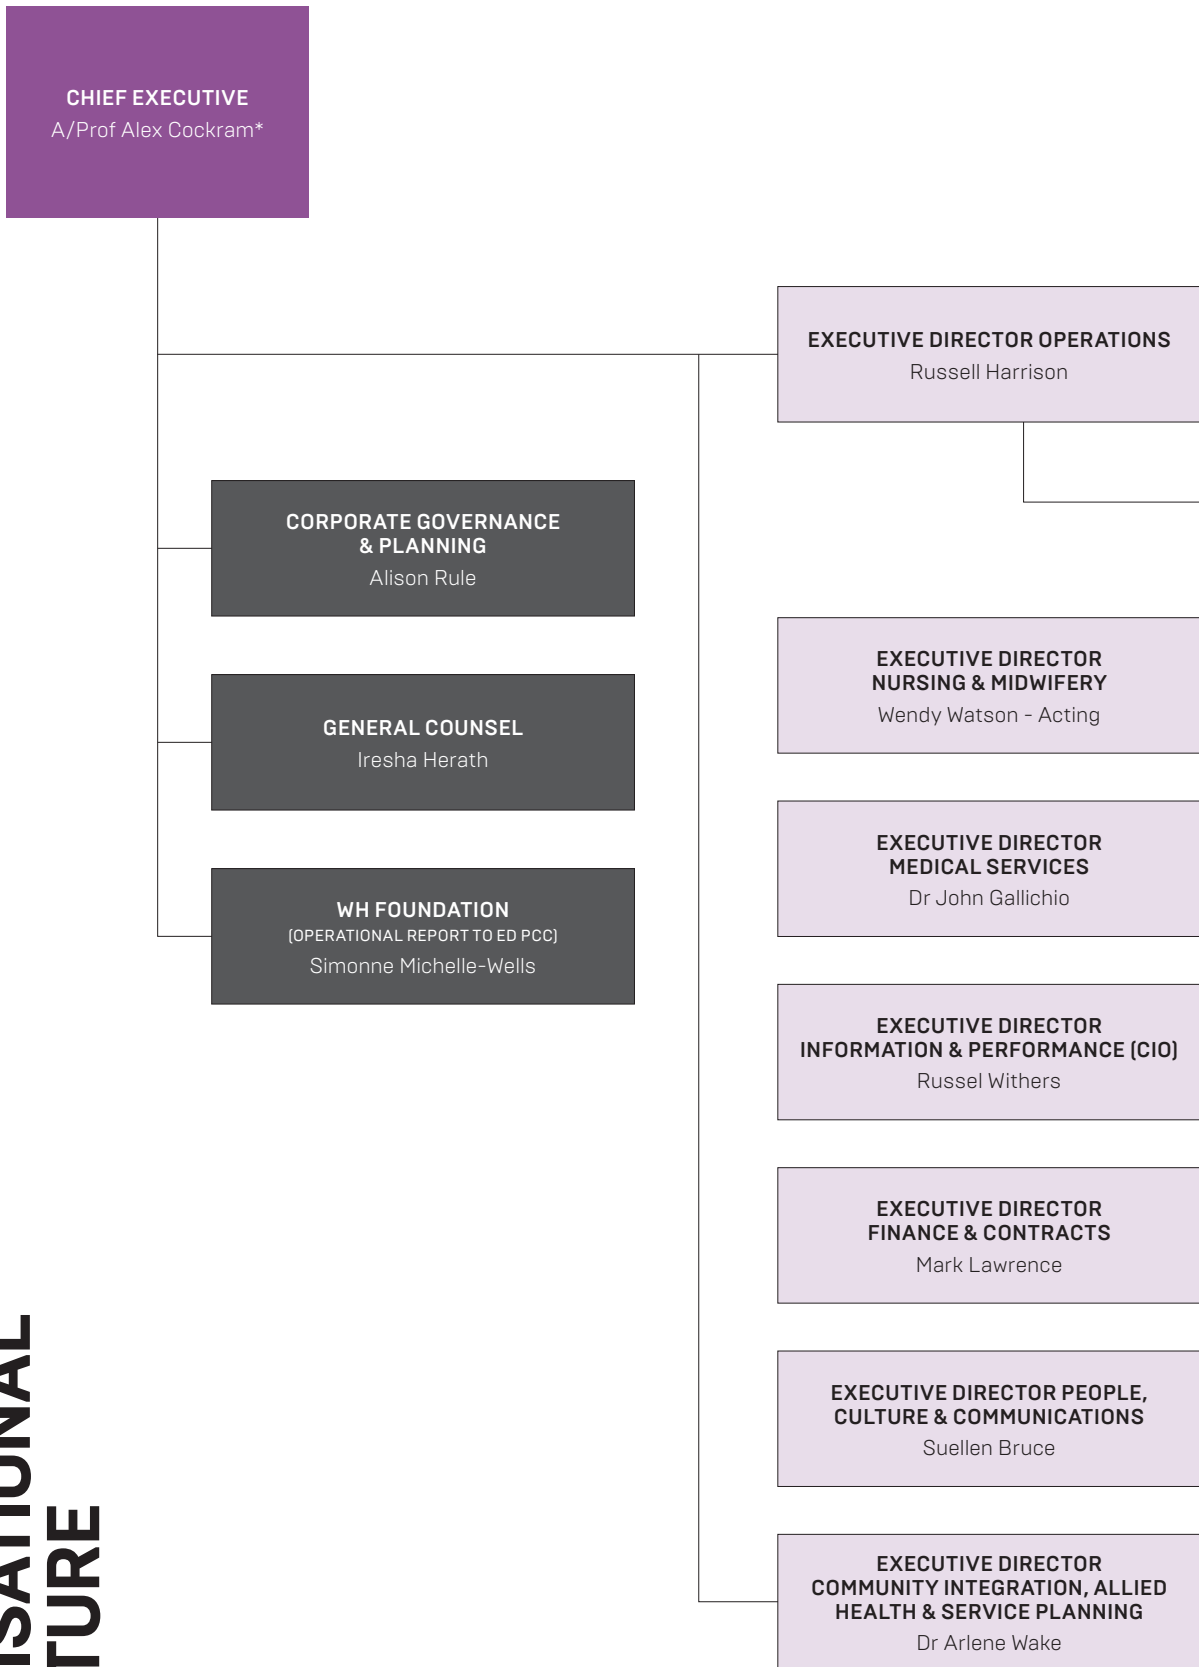 CHIEF EXECUTIVE
A/Prof Alex Cockram*
EXECUTIVE DIRECTOR OPERATIONS
Russell Harrison
CORPORATE GOVERNANCE
& PLANNING
Alison Rule
GENERAL COUNSEL
Iresha Herath
WH FOUNDATION
(OPERATIONAL REPORT TO ED PCC)
Simonne Michelle-Wells
EXECUTIVE DIRECTOR
NURSING & MIDWIFERY
Wendy Watson - Acting
EXECUTIVE DIRECTOR
MEDICAL SERVICES
Dr John Gallichio
EXECUTIVE DIRECTOR
INFORMATION & PERFORMANCE (CIO)
Russel Withers
EXECUTIVE DIRECTOR
FINANCE & CONTRACTS
Mark Lawrence
EXECUTIVE DIRECTOR PEOPLE,
CULTURE & COMMUNICATIONS
Suellen Bruce
EXECUTIVE DIRECTOR
COMMUNITY INTEGRATION, ALLIED
HEALTH & SERVICE PLANNING
Dr Arlene Wake